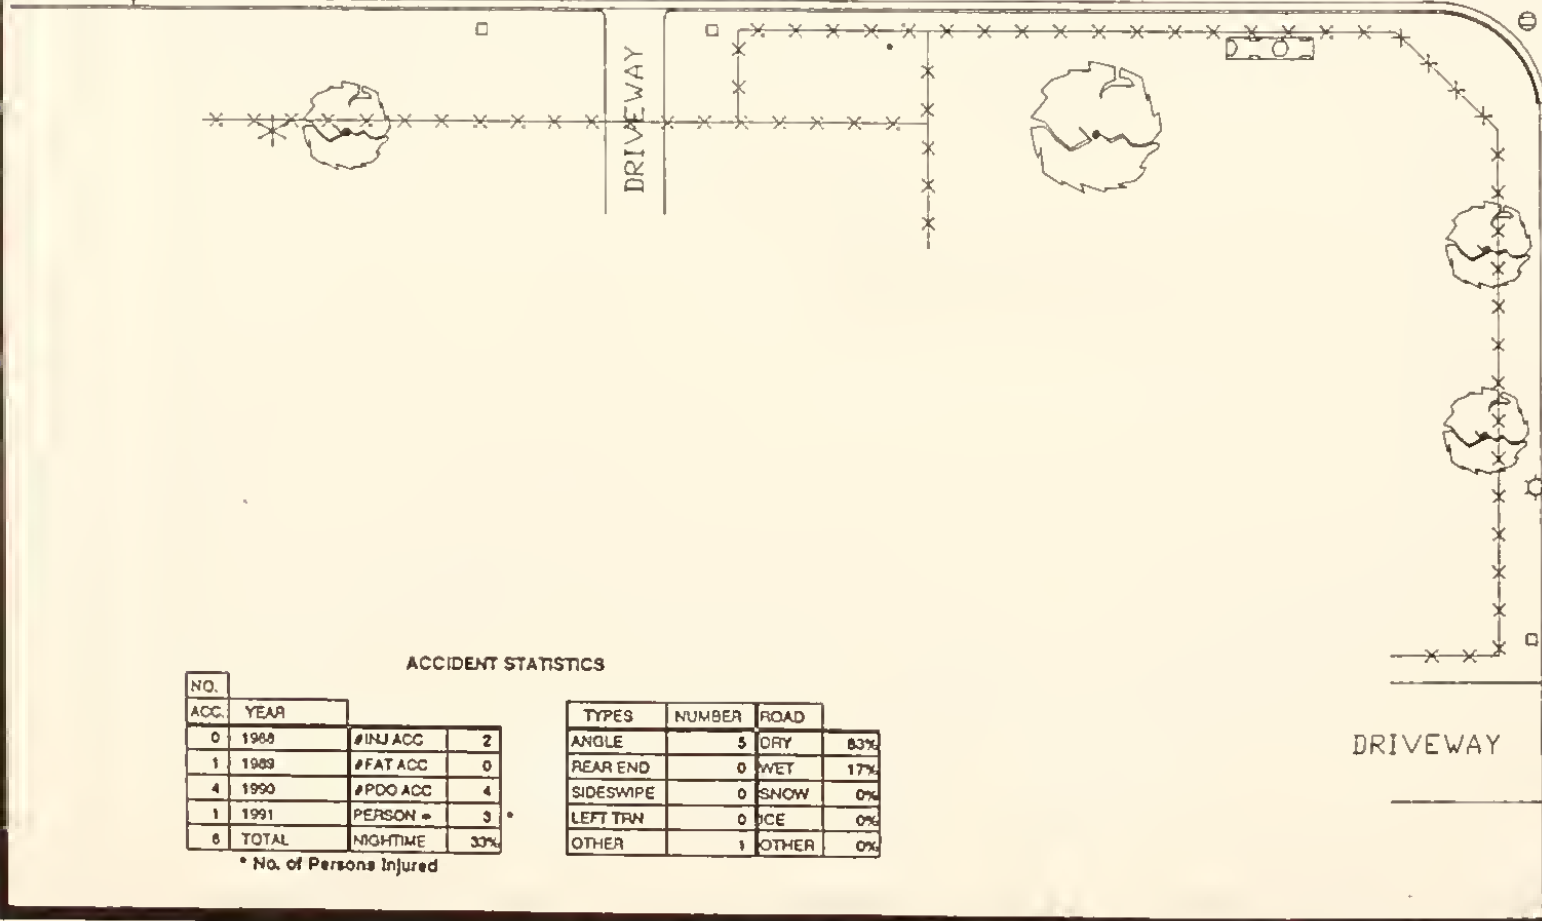 DRIVEWAY
DRIVEWAY
ACCIDENT STATISTICS
NO.
ACC. YEAR
0 1988 #INJ ACC 2
1 1989 #FAT ACC 0
4 1990 #PDO ACC 4
1 1991 PERSON * 3 *
6 TOTAL NIGHTIME 33%
* No. of Persons Injured
TYPES NUMBER ROAD
ANGLE 5 DRY 83%
REAR END 0 WET 17%
SIDESWIPE 0 SNOW 0%
LEFT TRN 0 ICE 0%
OTHER 1 OTHER 0%